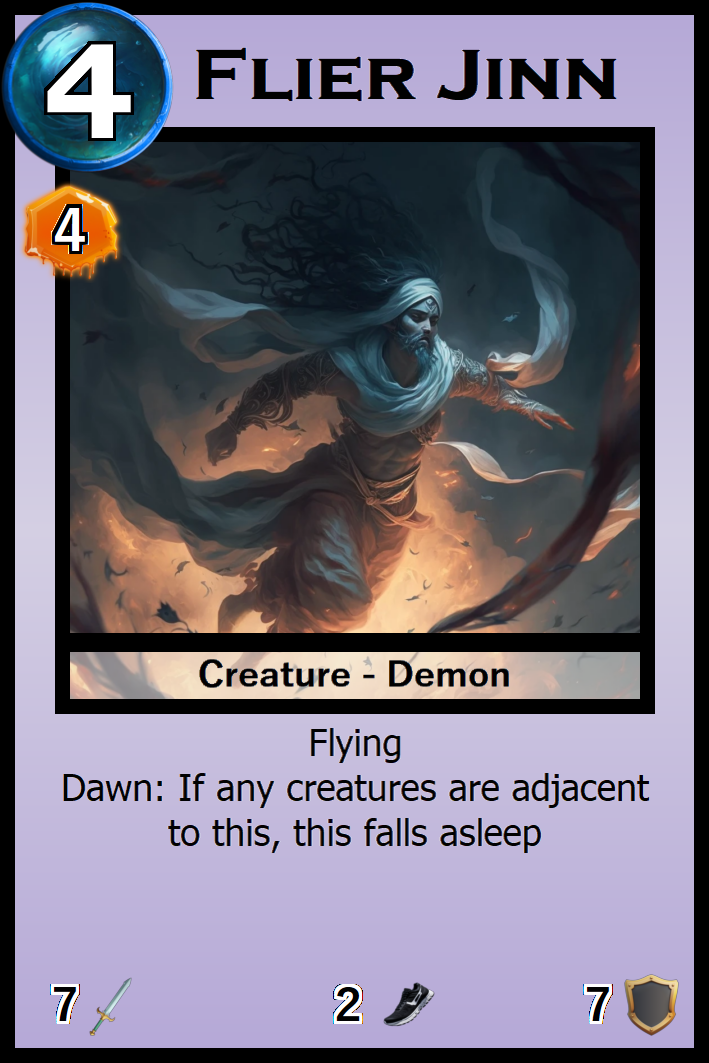 4
Flier Jinn
4
Creature - Demon
Flying
Dawn: If any creatures are adjacent
to this, this falls asleep
7 2 7